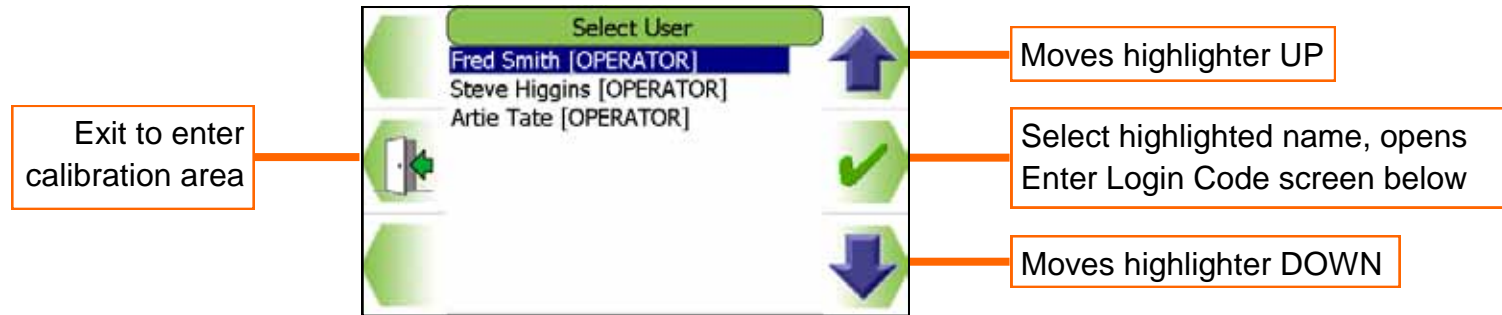 Select User
Fred Smith [OPERATOR]
Steve Higgins [OPERATOR]
Artie Tate [OPERATOR]
Exit to enter
calibration area
Moves highlighter UP
Select highlighted name, opens
Enter Login Code screen below
Moves highlighter DOWN